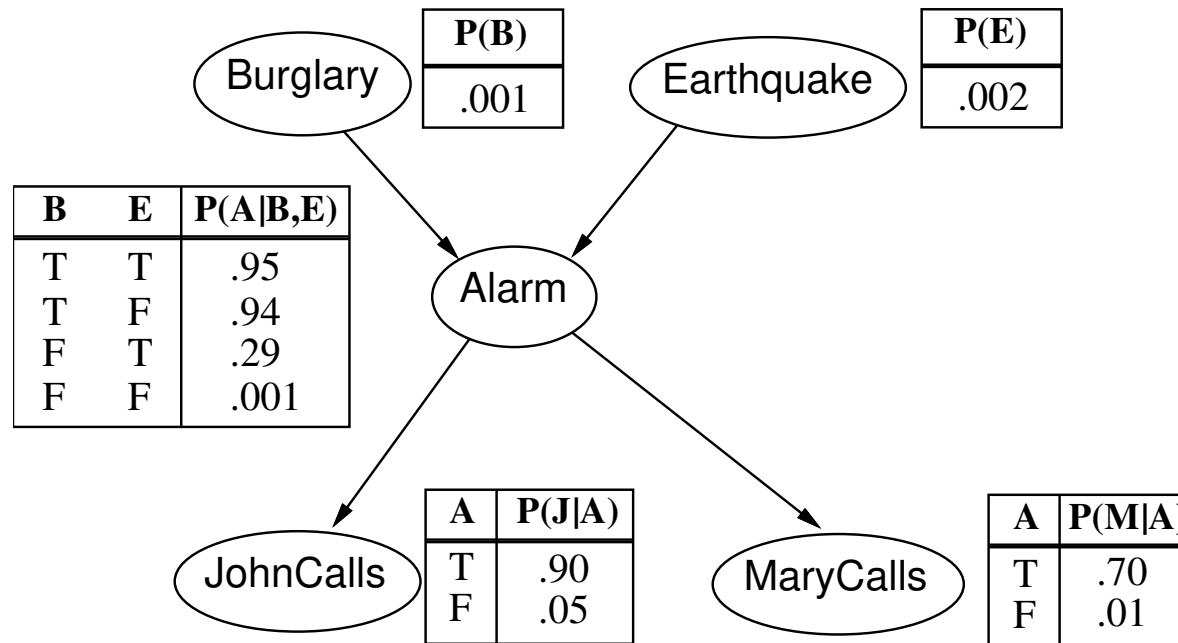 Burglary
P(B)
.001
Earthquake
P(E)
.002
B E P(A|B,E)
T T .95
T F .94
F T .29
F F .001
Alarm
JohnCalls
A P(J|A)
T .90
F .05
MaryCalls
A P(M|A)
T .70
F .01